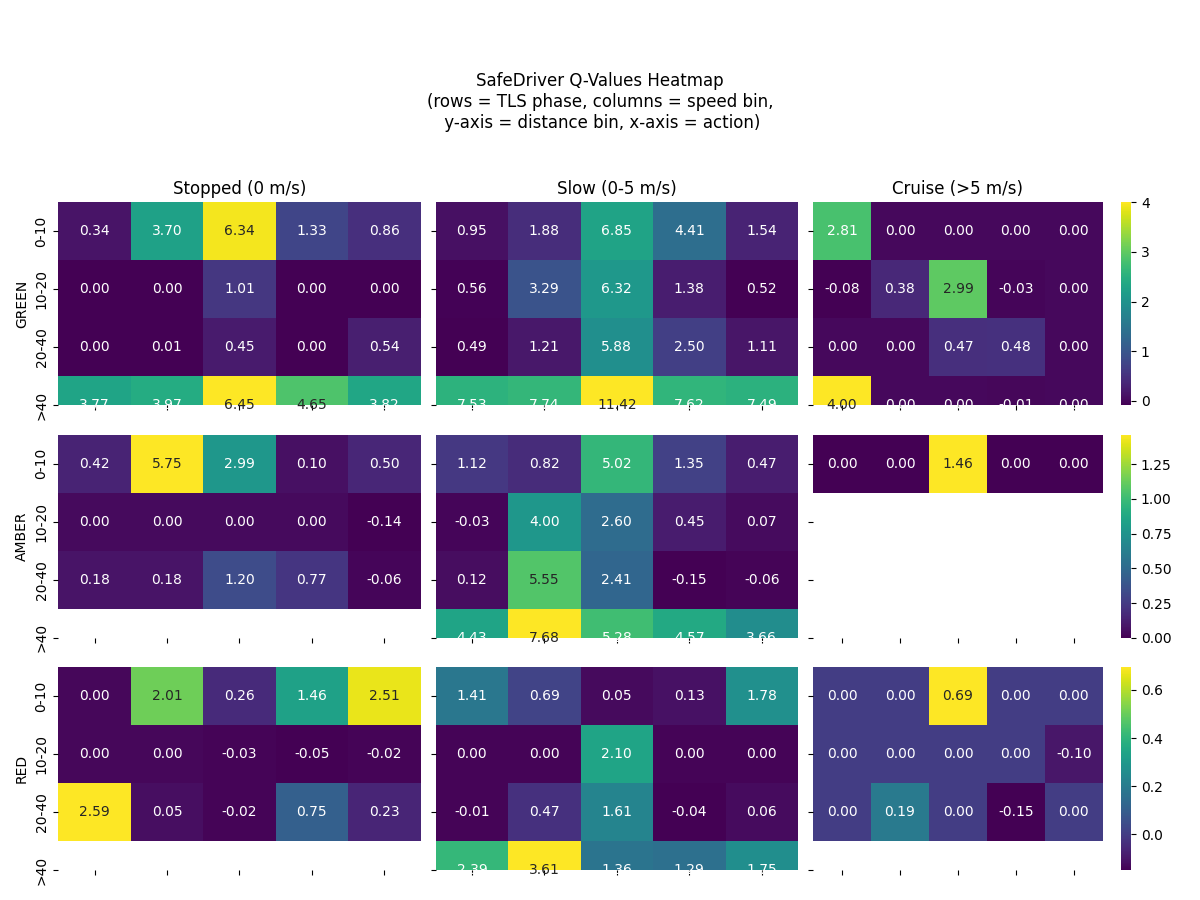 SafeDriver Q-Values Heatmap
(rows = TLS phase, columns = speed bin,
y-axis = distance bin, x-axis = action)
Stopped (0 m/s) Slow (0-5 m/s) Cruise (>5 m/s)
GREEN
0-10 0.34 3.70 6.34 1.33 0.86 0.95 1.88 6.85 4.41 1.54 2.81 0.00 0.00 0.00 0.00
10-20 0.00 0.00 1.01 0.00 0.00 0.56 3.29 6.32 1.38 0.52 -0.08 0.38 2.99 -0.03 0.00
20-40 0.00 0.01 0.45 0.00 0.54 0.49 1.21 5.88 2.50 1.11 0.00 0.00 0.47 0.48 0.00
>40 3.77 3.97 6.45 4.65 3.82 7.53 7.74 11.42 7.62 7.49 4.00 0.00 0.00 -0.01 0.00
4
3
2
1
0
AMBER
0-10 0.42 5.75 2.99 0.10 0.50 1.12 0.82 5.02 1.35 0.47 0.00 0.00 1.46 0.00 0.00
10-20 0.00 0.00 0.00 0.00 -0.14 -0.03 4.00 2.60 0.45 0.07
20-40 0.18 0.18 1.20 0.77 -0.06 0.12 5.55 2.41 -0.15 -0.06
>40 4.43 7.68 5.28 4.57 3.66
1.25
1.00
0.75
0.50
0.25
0.00
RED
0-10 0.00 2.01 0.26 1.46 2.51 1.41 0.69 0.05 0.13 1.78 0.00 0.00 0.69 0.00 0.00
10-20 0.00 0.00 -0.03 -0.05 -0.02 0.00 0.00 2.10 0.00 0.00 0.00 0.00 0.00 0.00 -0.10
20-40 2.59 0.05 -0.02 0.75 0.23 -0.01 0.47 1.61 -0.04 0.06 0.00 0.19 0.00 -0.15 0.00
>40 2.39 3.61 1.36 1.29 1.75
0.6
0.4
0.2
0.0